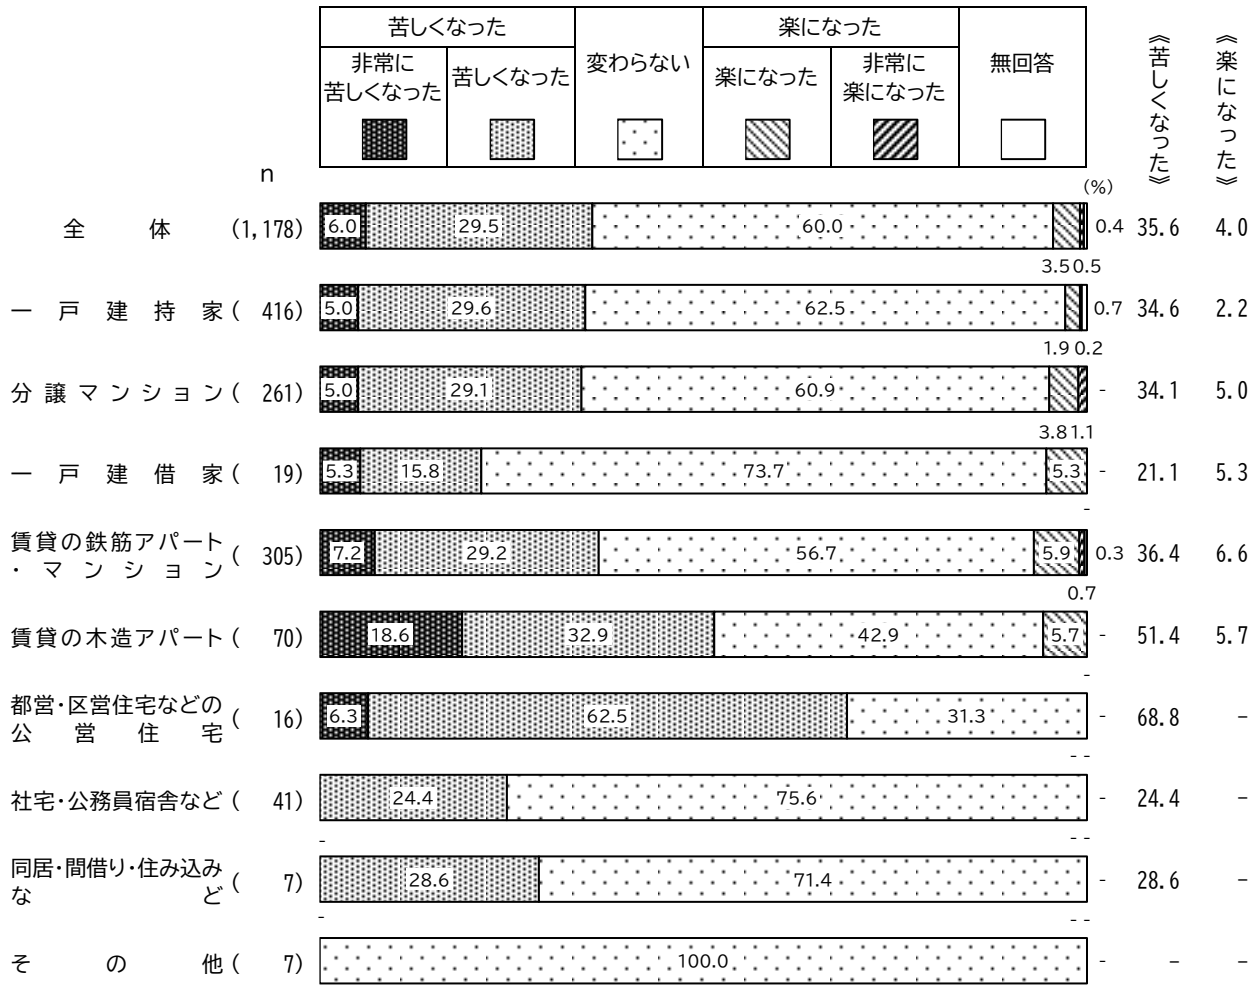 苦しくなった 楽になった
非常に苦しくなった 苦しくなった 変わらない 楽になった 非常に楽になった 無回答
《苦しくなった》 《楽になった》
n
(%)
全体 (1,178) 6.0 29.5 60.0 0.4 35.6 4.0
3.5 0.5
一戸建持家 ( 416) 5.0 29.6 62.5 0.7 34.6 2.2
1.9 0.2
分譲マンション ( 261) 5.0 29.1 60.9 - 34.1 5.0
3.8 1.1
一戸建借家 ( 19) 5.3 15.8 73.7 5.3 - 21.1 5.3
-
賃貸の鉄筋アパート
・マンション ( 305) 7.2 29.2 56.7 5.9 0.3 36.4 6.6
0.7
賃貸の木造アパート ( 70) 18.6 32.9 42.9 5.7 - 51.4 5.7
-
都営・区営住宅などの
公営住宅 ( 16) 6.3 62.5 31.3 - 68.8 -
- -
社宅・公務員宿舎など ( 41) 24.4 75.6 - 24.4 -
- - -
同居・間借り・住み込み
など ( 7) 28.6 71.4 - 28.6 -
- - -
その他 ( 7) 100.0 - - -